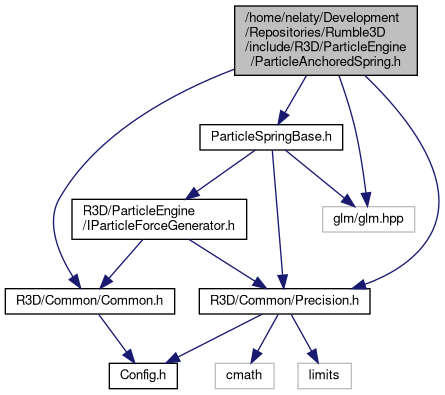 /home/nelaty/Development
/Repositories/Rumble3D
/include/R3D/ParticleEngine
/ParticleAnchoredSpring.h
ParticleSpringBase.h
R3D/ParticleEngine
/IParticleForceGenerator.h
glm/glm.hpp
R3D/Common/Common.h
R3D/Common/Precision.h
Config.h
cmath
limits